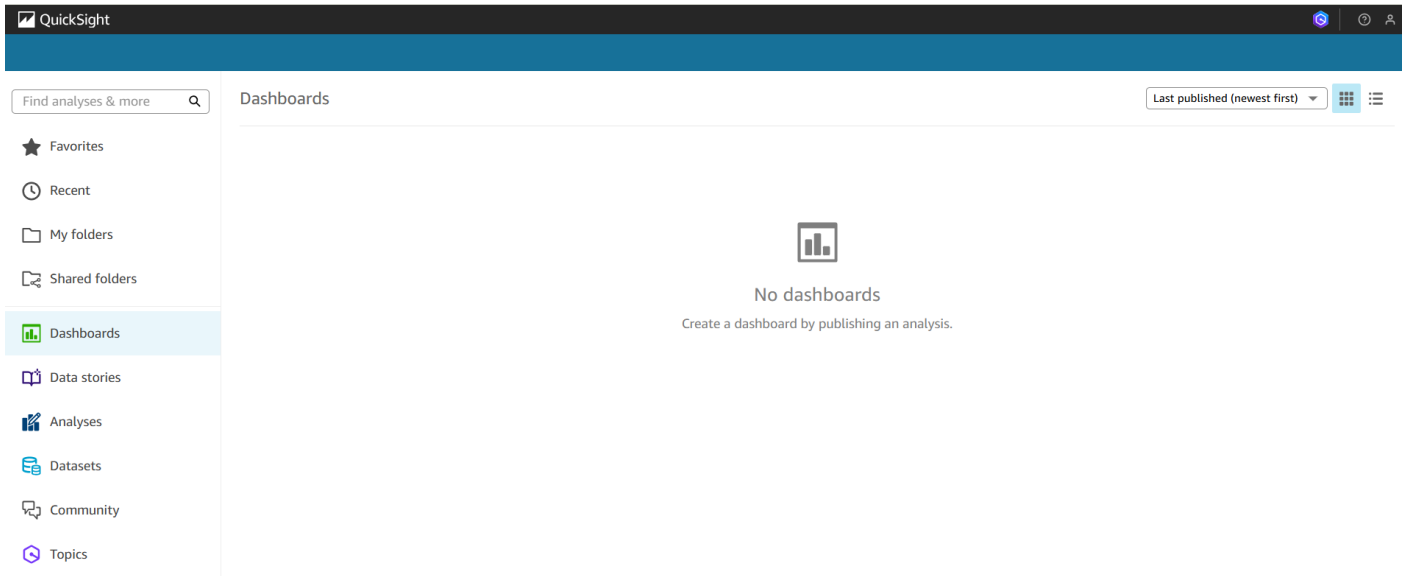 QuickSight
Find analyses & more
Dashboards
Last published (newest first)
Favorites
Recent
My folders
Shared folders
Dashboards
Data stories
Analyses
Datasets
Community
Topics
No dashboards
Create a dashboard by publishing an analysis.